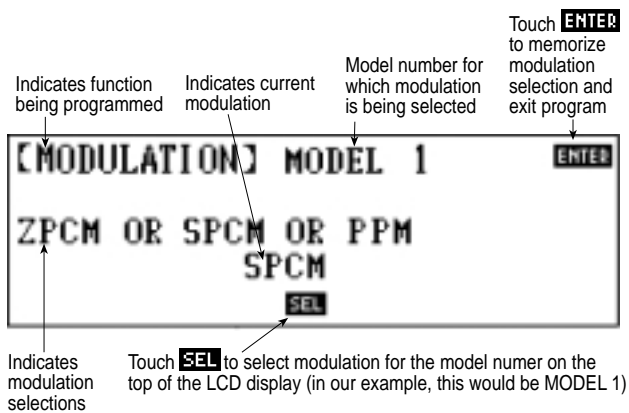 Touch ENTER
to memorize
modulation
selection and
exit program
Model number for
which modulation
is being selected
Indicates current
modulation
Indicates function
being programmed
[MODULATION] MODEL 1 ENTER
ZPCM OR SPCM OR PPM
SPCM
SEL
Indicates
modulation
selections
Touch SEL to select modulation for the model numer on the
top of the LCD display (in our example, this would be MODEL 1)